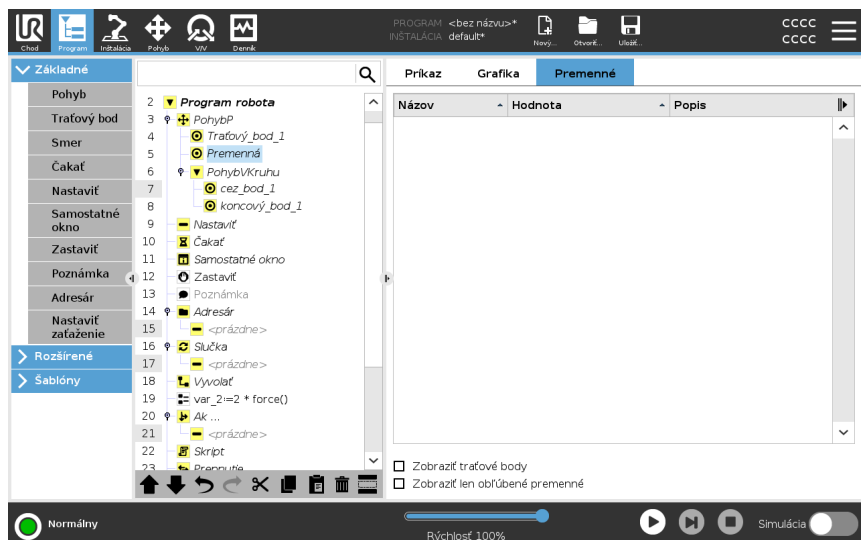 UR
PROGRAM <bez názvu>*
INŠTALÁCIA default*
CCCC
CCCC
Chod Program Inštalácia Pohyb V/V Denník
Nový... Otvoriť... Uložiť...
Základné
Pohyb
Traťový bod
Smer
Čakať
Nastaviť
Samostatné
okno
Zastaviť
Poznámka
Adresár
Nastaviť
zaťaženie
Rozšírené
Šablóny
2 Program robota
3 PohybP
4 Traťový_bod_1
5 Premenná
6 PohybVKruhu
7 cez_bod_1
8 koncový_bod_1
9 Nastaviť
10 Čakať
11 Samostatné okno
12 Zastaviť
13 Poznámka
14 Adresár
15 <prázdne>
16 Slučka
17 <prázdne>
18 Vyvolať
19 var_2:=2 * force()
20 Ak ...
21 <prázdne>
22 Skript
23 Prepnutie
Príkaz Grafika Premenné
Názov Hodnota Popis
Zobraziť traťové body
Zobraziť len obľúbené premenné
Normálny
Rýchlosť 100%
Simulácia